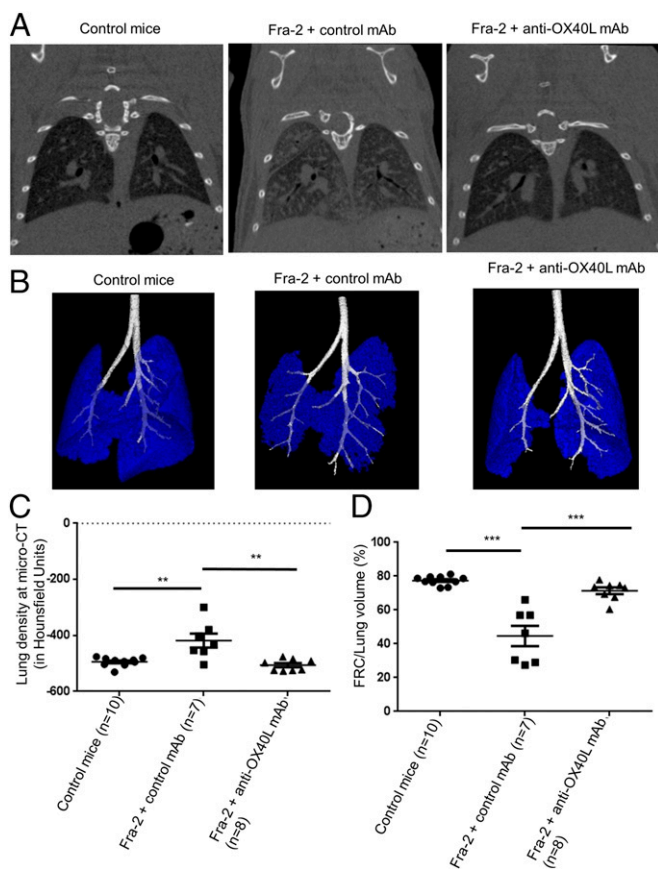 A
Control mice
Fra-2 + control mAb
Fra-2 + anti-OX40L mAb
B
Control mice
Fra-2 + control mAb
Fra-2 + anti-OX40L mAb
C
Lung density at micro-CT
(in Hounsfield Units)
0
-200
-400
-600
**
**
Control mice (n=10)
Fra-2 + control mAb (n=7)
Fra-2 + anti-OX40L mAb.
(n=8)
D
FRC/Lung volume (%)
100
80
60
40
20
0
***
***
Control mice (n=10)
Fra-2 + control mAb (n=7)
Fra-2 + anti-OX40L mAb.
(n=8)